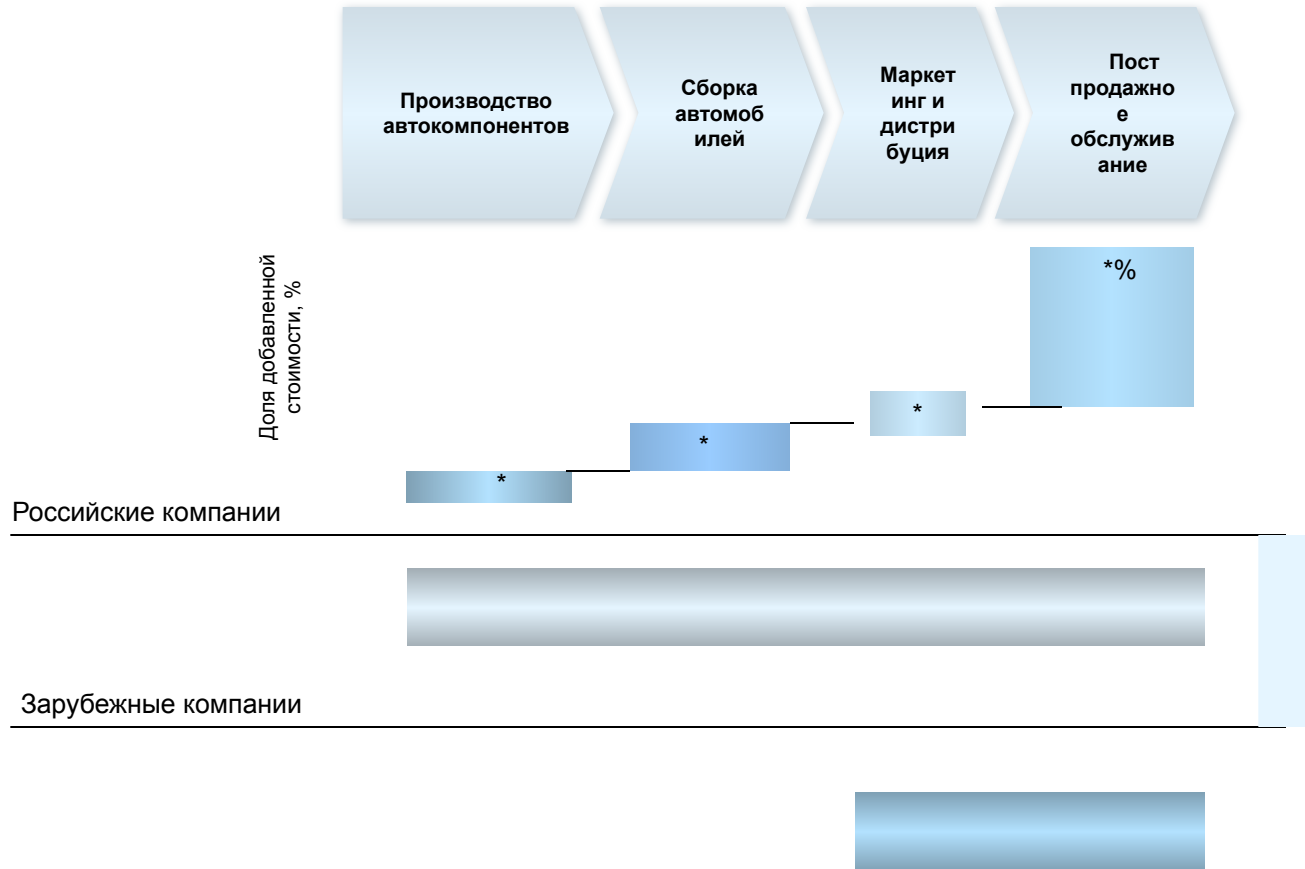 Производство
автокомпонентов
Сборка
автомоб
илей
Маркет
инг и
дистри
буция
Пост
продажно
е
обслужив
ание
Доля добавленной
стоимости, %
*%
*
*
*
Российские компании
Зарубежные компании